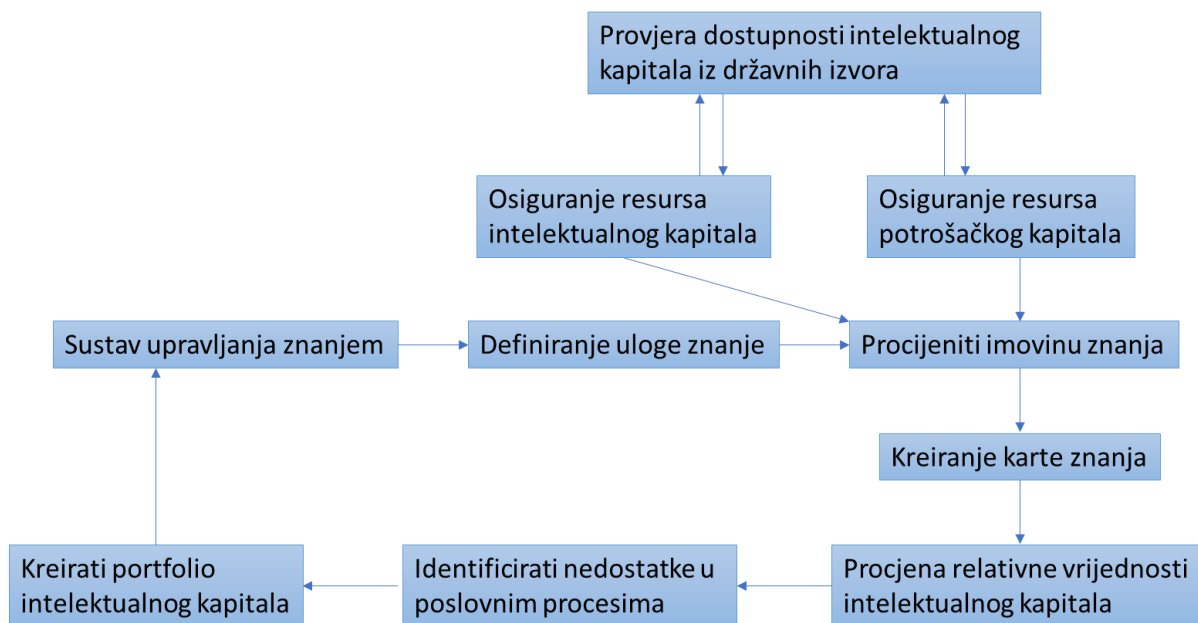 Provjera dostupnosti intelektualnog
kapitala iz državnih izvora
Osiguranje resursa
intelektualnog kapitala
Osiguranje resursa
potrošačkog kapitala
Sustav upravljanja znanjem
Definiranje uloge znanje
Procijeniti imovinu znanja
Kreiranje karte znanja
Kreirati portfolio
intelektualnog kapitala
Identificirati nedostatke u
poslovnim procesima
Procjena relativne vrijednosti
intelektualnog kapitala